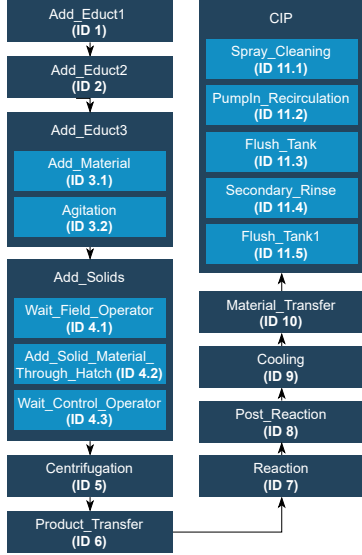 Add_Educt1
(ID 1)
Add_Educt2
(ID 2)
Add_Educt3
Add_Material
(ID 3.1)
Agitation
(ID 3.2)
Add_Solids
Wait_Field_Operator
(ID 4.1)
Add_Solid_Material_
Through_Hatch (ID 4.2)
Wait_Control_Operator
(ID 4.3)
Centrifugation
(ID 5)
Product_Transfer
(ID 6)
CIP
Spray_Cleaning
(ID 11.1)
PumpIn_Recirculation
(ID 11.2)
Flush_Tank
(ID 11.3)
Secondary_Rinse
(ID 11.4)
Flush_Tank1
(ID 11.5)
Material_Transfer
(ID 10)
Cooling
(ID 9)
Post_Reaction
(ID 8)
Reaction
(ID 7)